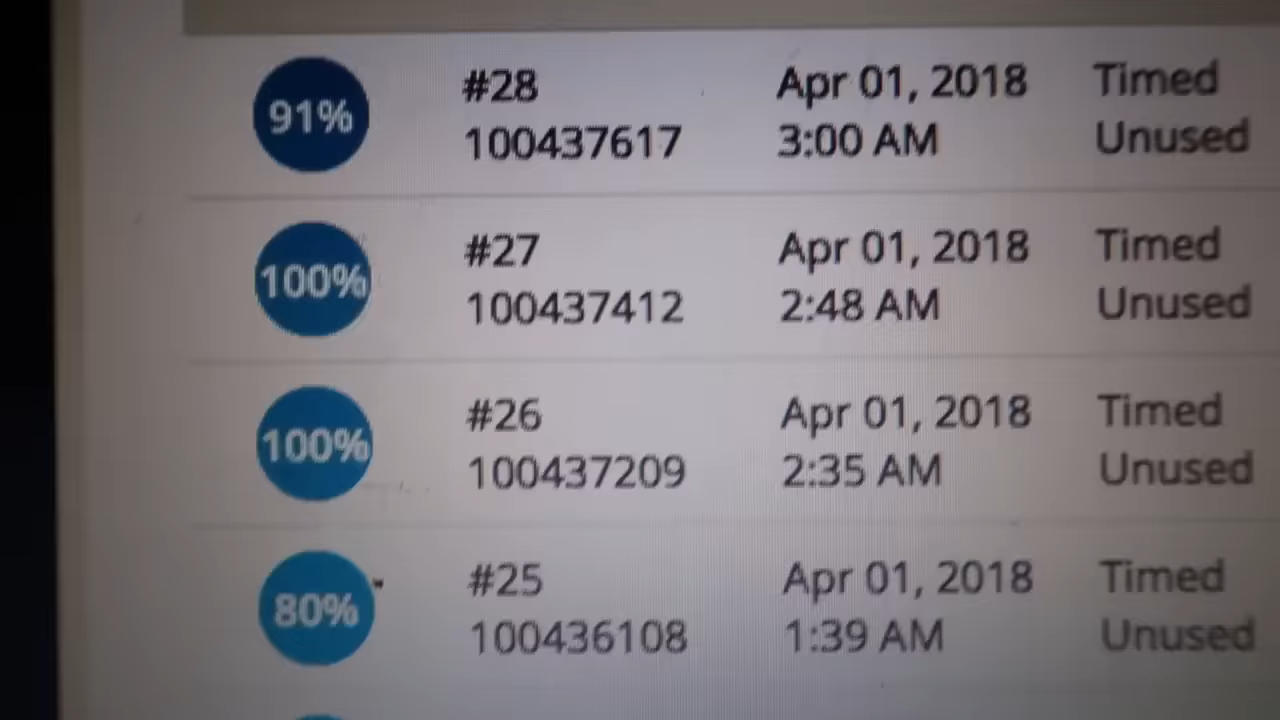 91% #28 Apr 01, 2018 Timed
100437617 3:00 AM Unused
100% #27 Apr 01, 2018 Timed
100437412 2:48 AM Unused
100% #26 Apr 01, 2018 Timed
100437209 2:35 AM Unused
80% #25 Apr 01, 2018 Timed
100436108 1:39 AM Unused